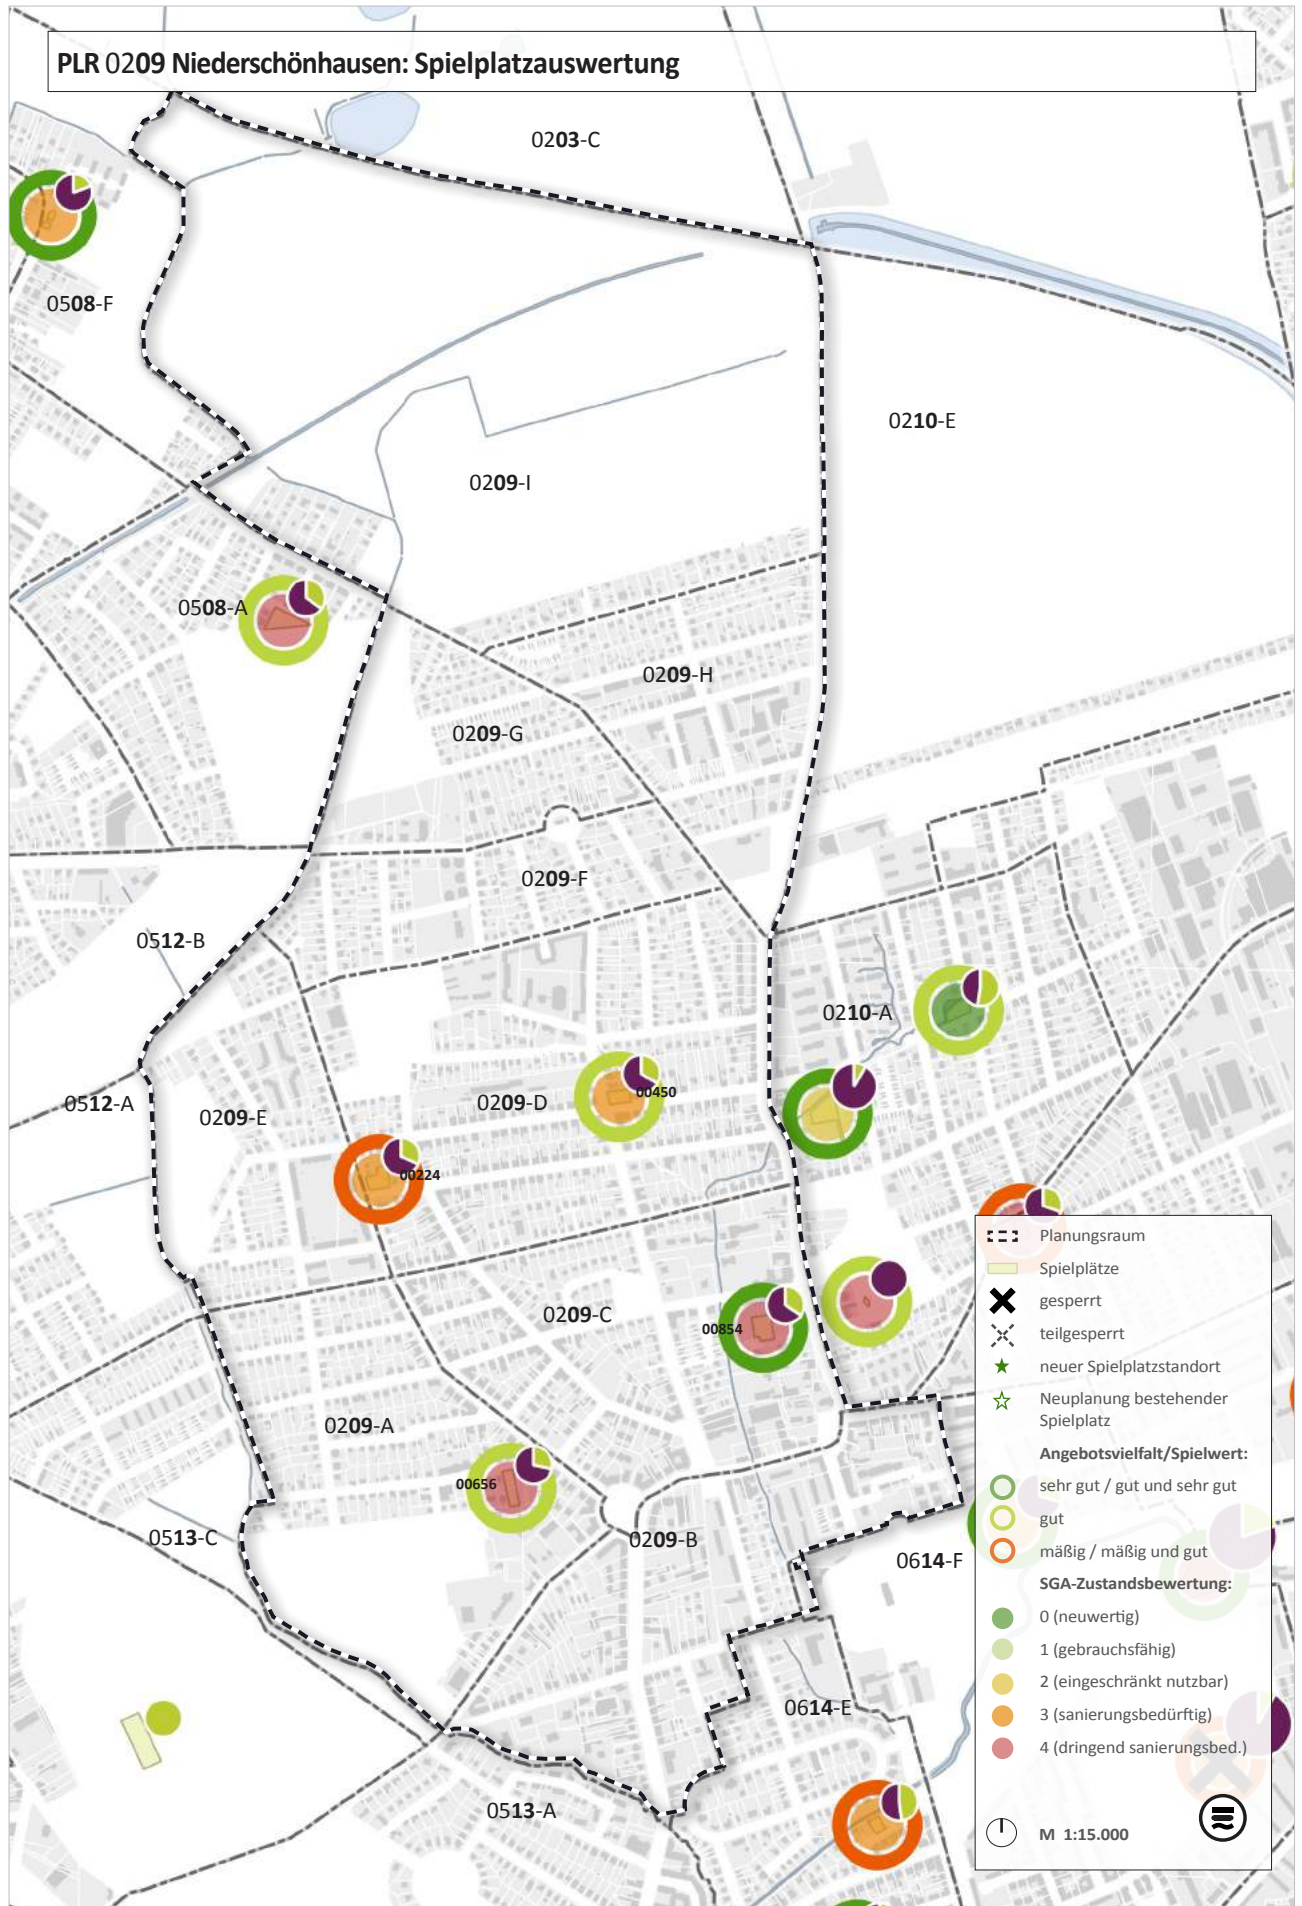 PLR 0209 Niederschönhausen: Spielplatzauswertung
0203-C
0508-F
0210-E
0209-I
0508-A
0209-H
0209-G
0209-F
0512-B
0210-A
0512-A
0209-E
0209-D
00450
00224
0209-C
00854
0209-A
00656
0513-C
0209-B
0614-F
0614-E
0513-A
Planungsraum
Spielplätze
gesperrt
teilgesperrt
neuer Spielplatzstandort
Neuplanung bestehender
Spielplatz
Angebotsvielfalt/Spielwert:
sehr gut / gut und sehr gut
gut
mäßig / mäßig und gut
SGA-Zustandsbewertung:
0 (neuwertig)
1 (gebrauchsfähig)
2 (eingeschränkt nutzbar)
3 (sanierungsbedürftig)
4 (dringend sanierungsbed.)
M 1:15.000